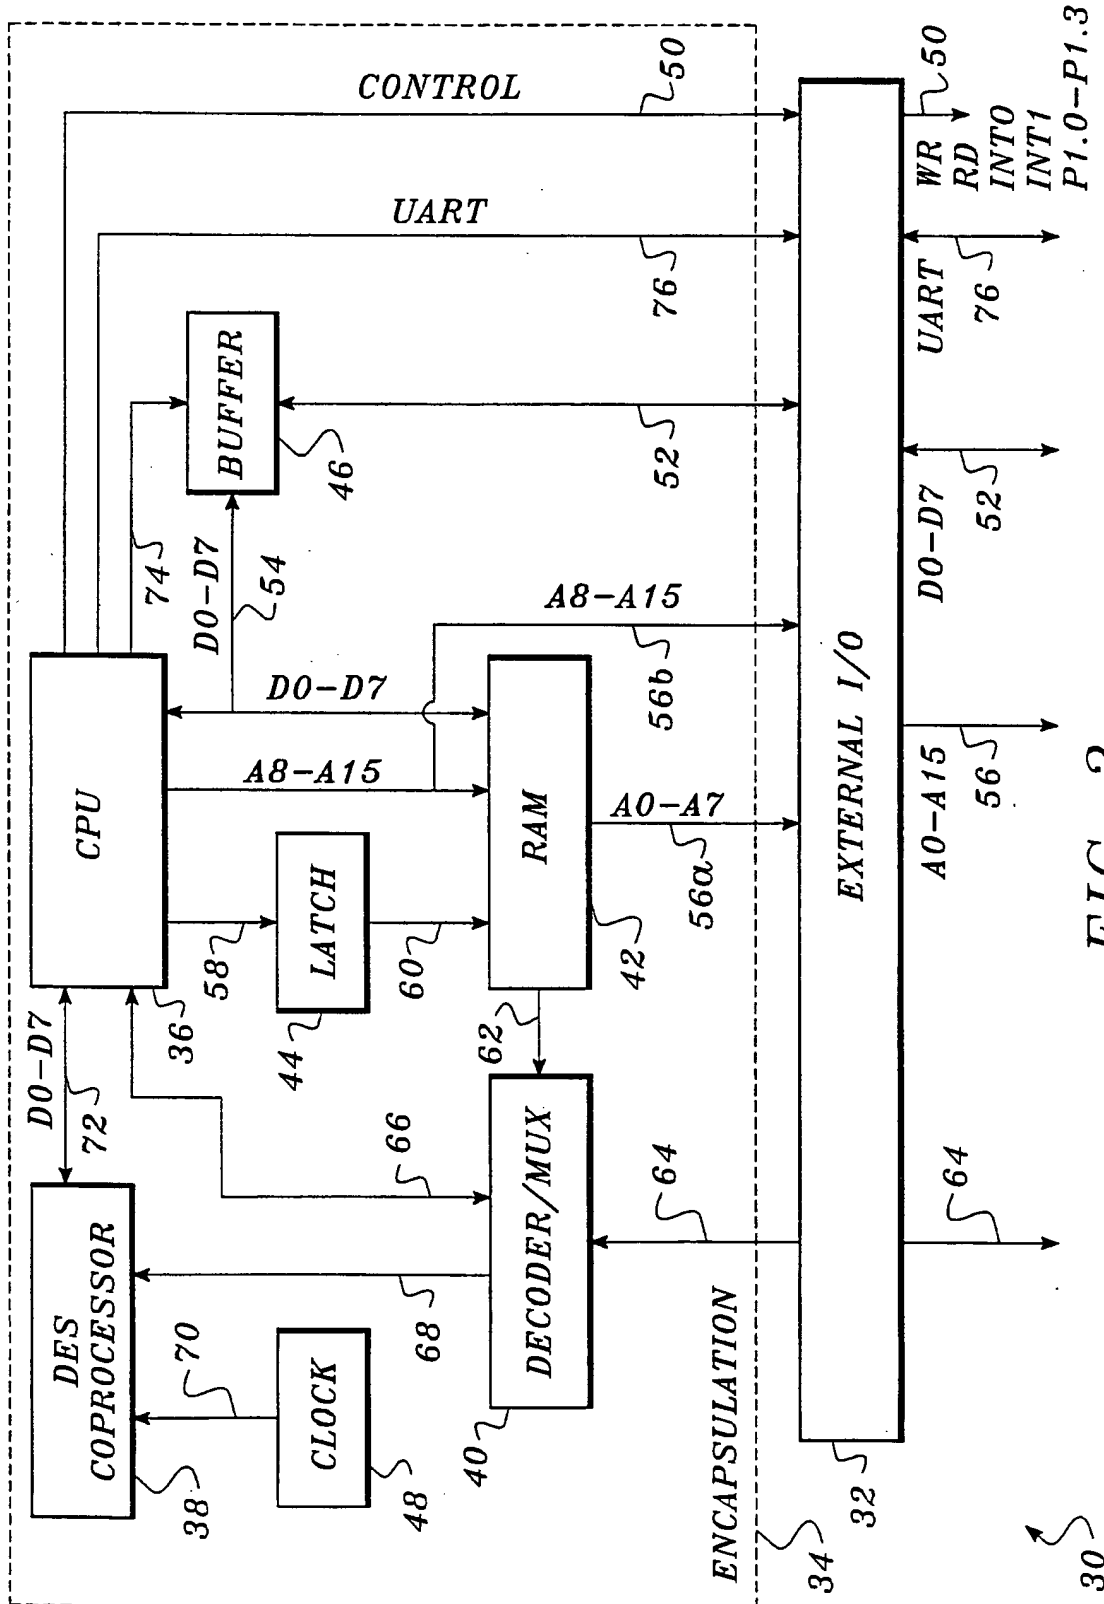 D0-D7
DES
COPROCESSOR
CPU
72
38
70
36
74
D0-D7
54
CLOCK
58
LATCH
BUFFER
A8-A15
D0-D7
CONTROL
UART
48
68
66
44
60
46
40
62
DECODER/MUX
RAM
A8-A15
42
A0-A7
56a
56b
52
76
50
64
ENCAPSULATION
34
32
EXTERNAL I/O
64
A0-A15
56
D0-D7
52
UART
76
WR
RD
INT0
INT1
P1.0-P1.3
50
30
FIG.